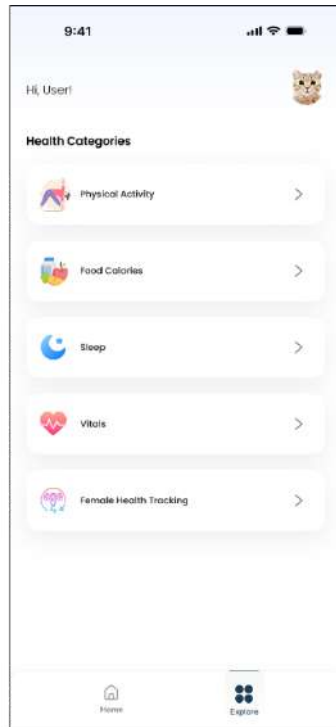 9:41
Hi, User!
Health Categories
Physical Activity
Food Calories
Sleep
Vitals
Female Health Tracking
Home
Explore